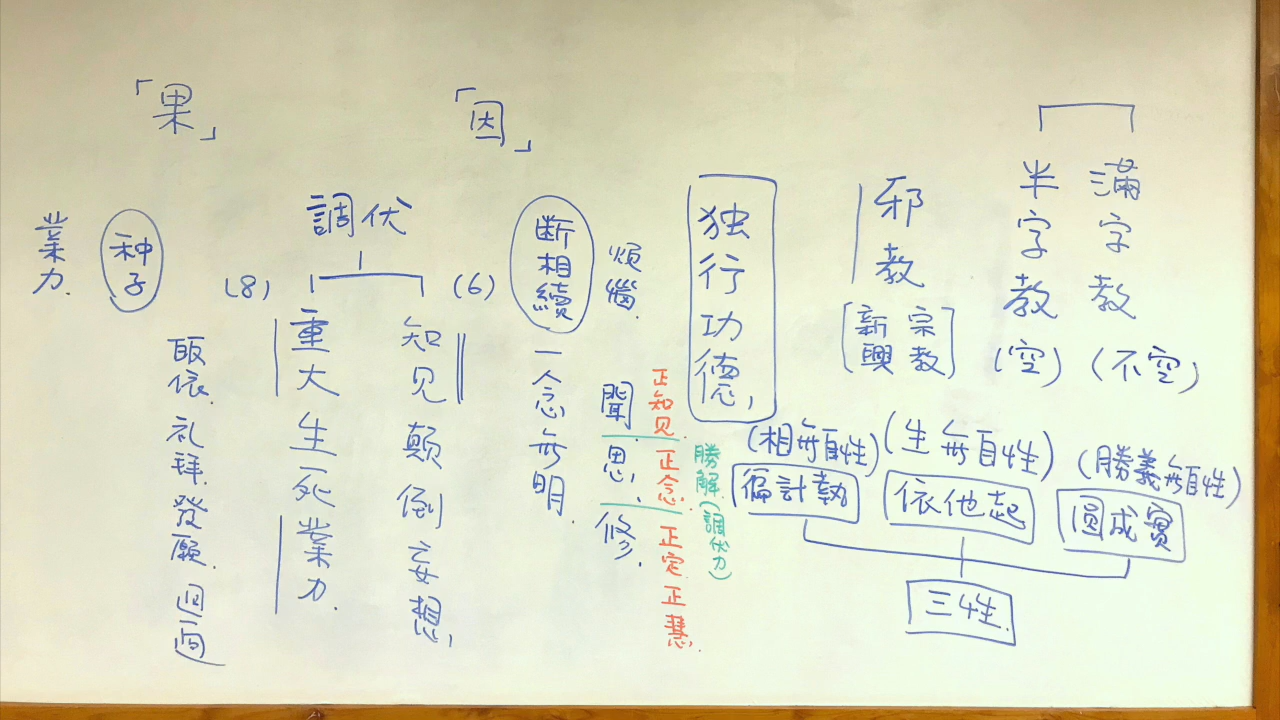 滿字教(不空)
半字教(空)
邪教
[新興宗教]
(相無自性)
(生無自性)
(勝義無自性)
徧計執
依他起
圓成實
三性
独行功德,
勝解(調伏力)
正知见.正念.正定.正慧.
煩惱.
聞.思、修.
断相續
一念無明.
「因」
「果」
調伏
(6)
知见顛倒妄想,
(8)
重大生死業力.
种子
皈依.礼拜.發願.回向
業力.